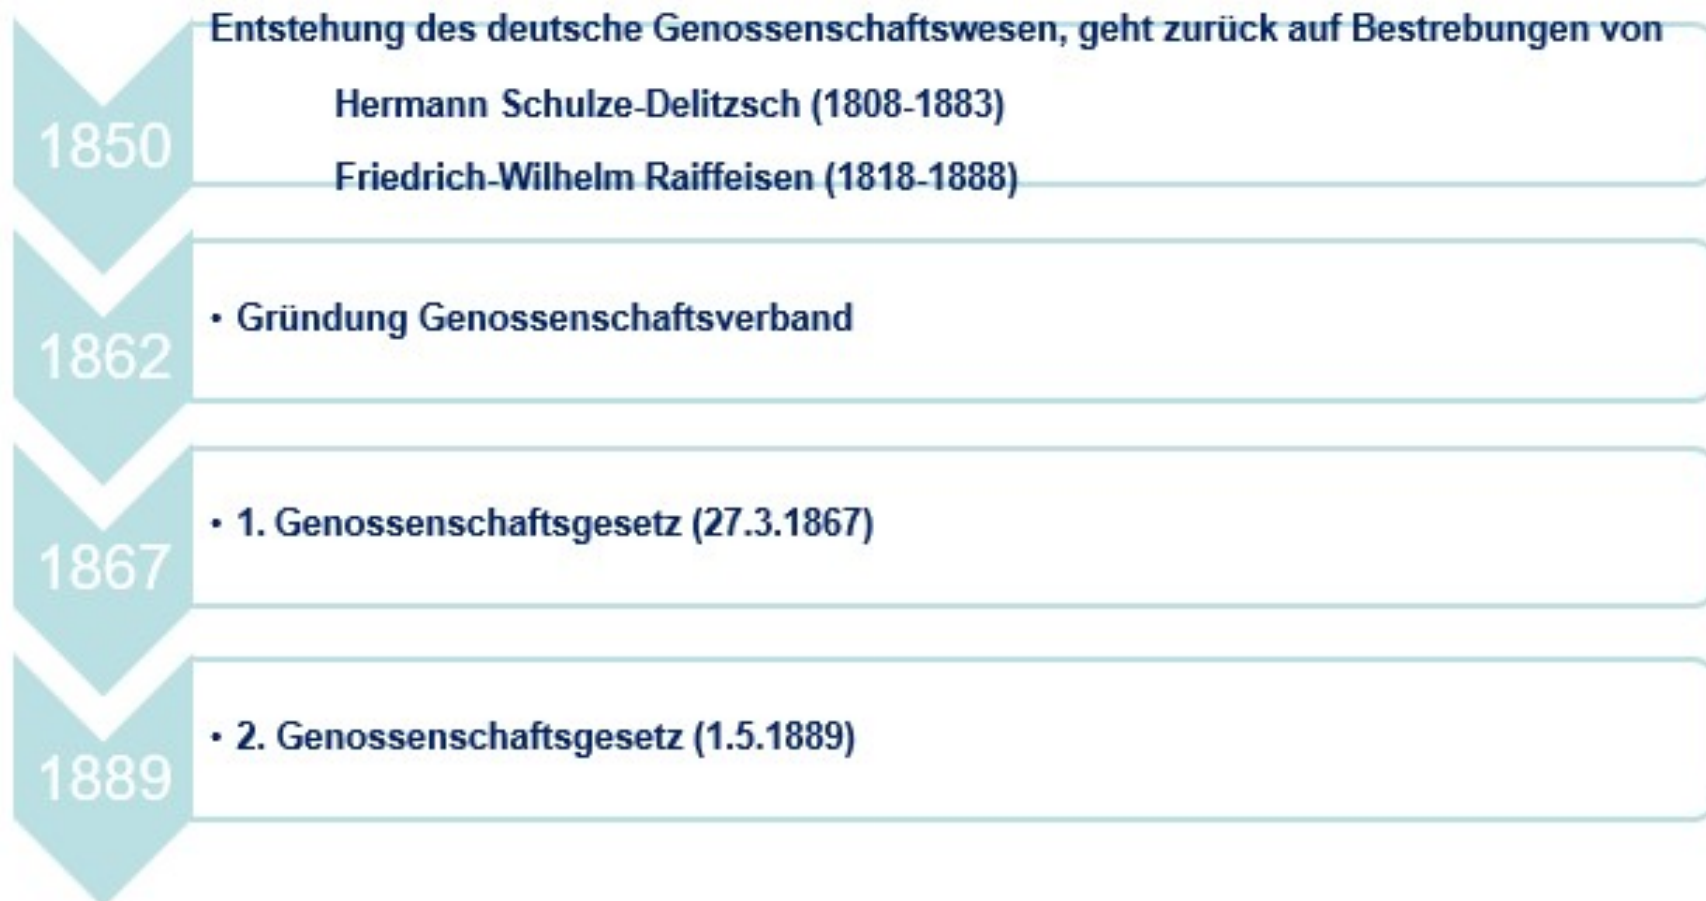 Entstehung des deutsche Genossenschaftswesen, geht zurück auf Bestrebungen von
Hermann Schulze-Delitzsch (1808-1883)
1850
Friedrich-Wilhelm Raiffeisen (1818-1888)
• Gründung Genossenschaftsverband
1862
• 1. Genossenschaftsgesetz (27.3.1867)
1867
• 2. Genossenschaftsgesetz (1.5.1889)
1889